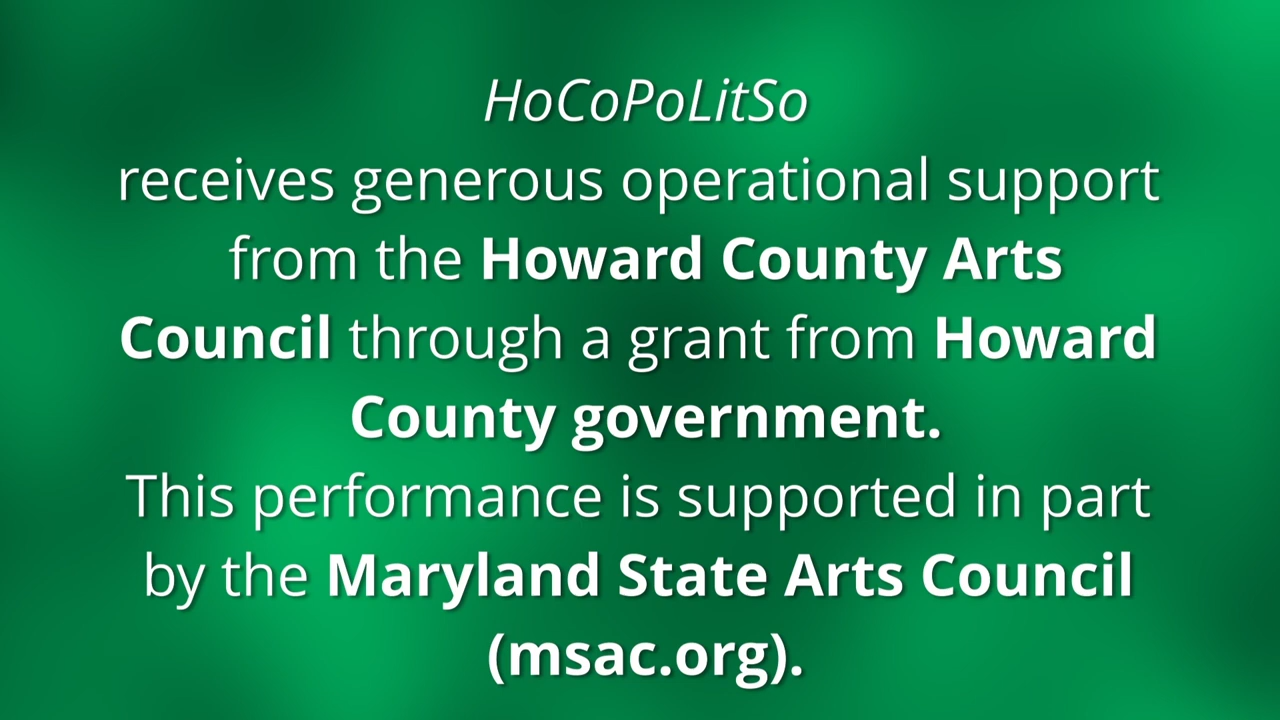 HoCoPoLitSo
receives generous operational support
from the Howard County Arts
Council through a grant from Howard
County government.
This performance is supported in part
by the Maryland State Arts Council
(msac.org).